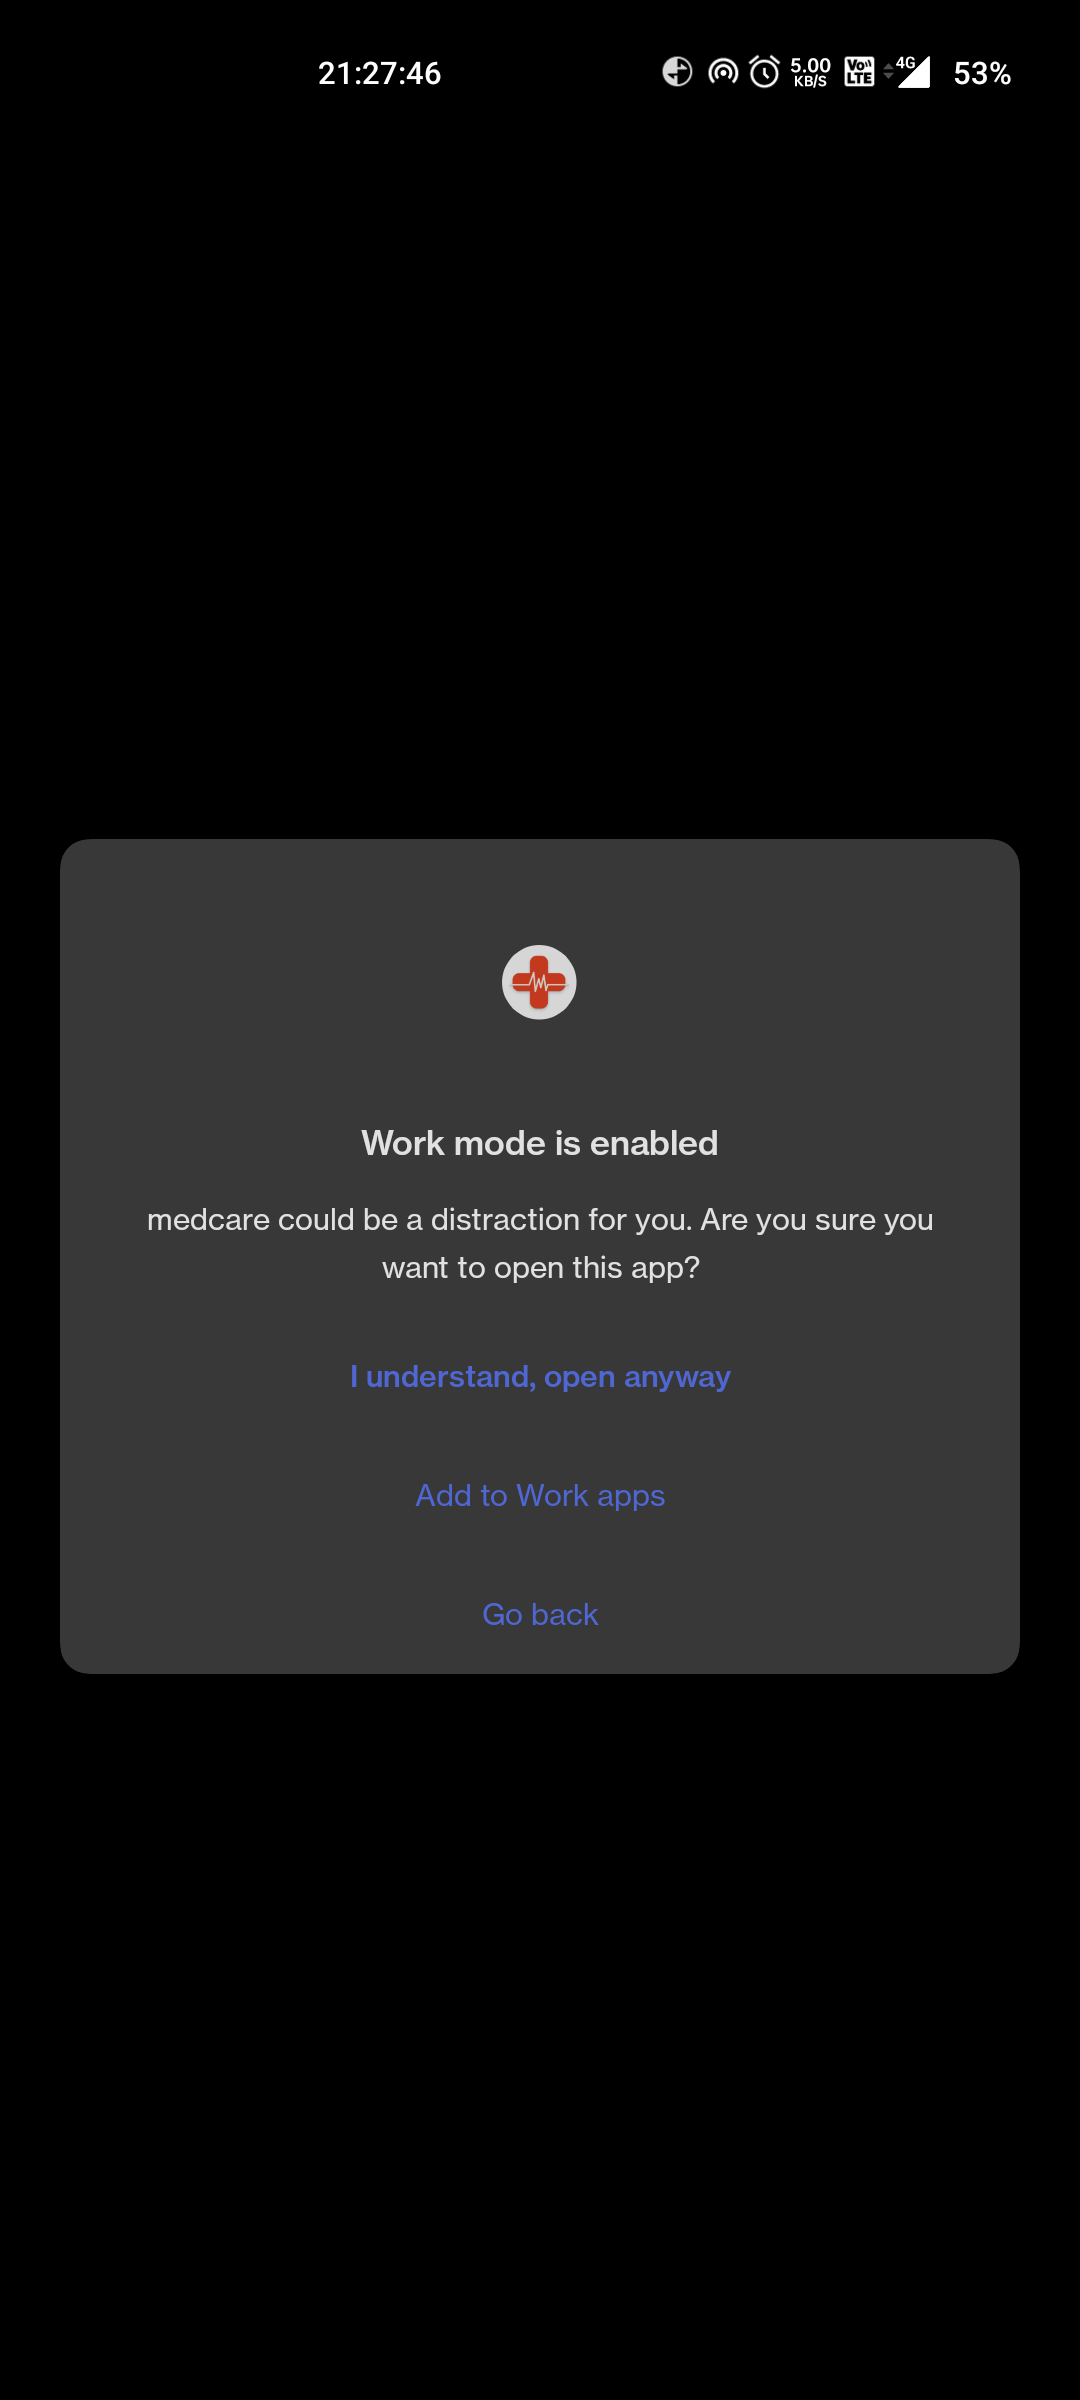 21:27:46 5.00 KB/S Vo LTE 4G 53%
Work mode is enabled
medcare could be a distraction for you. Are you sure you
want to open this app?
I understand, open anyway
Add to Work apps
Go back